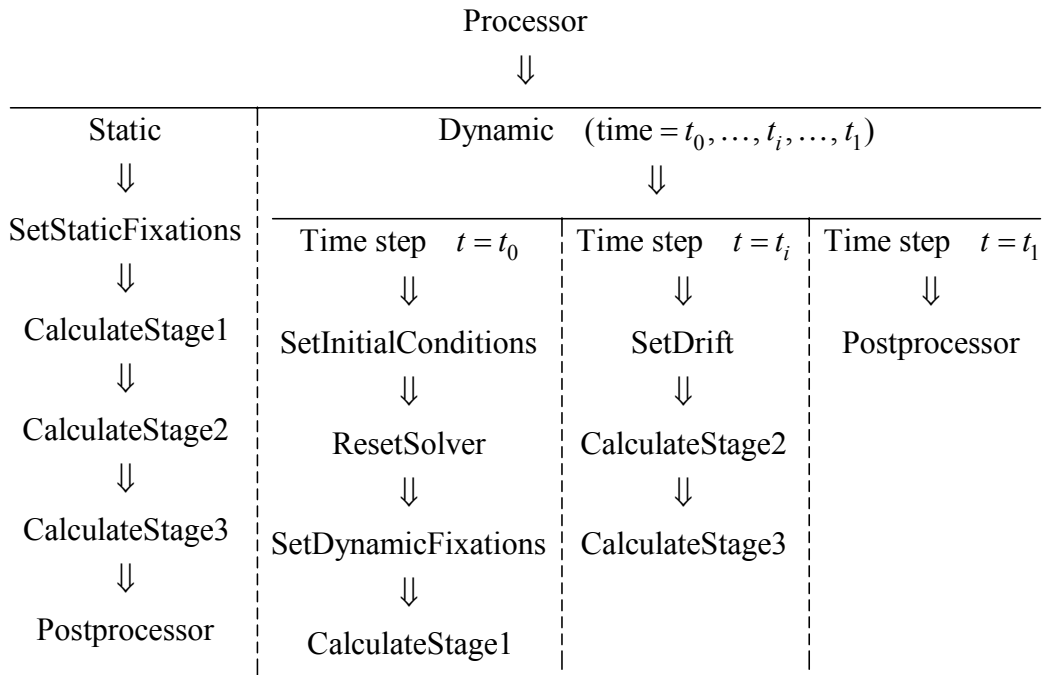 Processor
⇓
Static
Dynamic (time = t₀, …, tᵢ, …, t₁)
⇓
⇓
SetStaticFixations
Time step t = t₀
Time step t = tᵢ
Time step t = t₁
⇓
⇓
⇓
⇓
CalculateStage1
SetInitialConditions
SetDrift
Postprocessor
⇓
⇓
⇓
CalculateStage2
ResetSolver
CalculateStage2
⇓
⇓
⇓
CalculateStage3
SetDynamicFixations
CalculateStage3
⇓
⇓
Postprocessor
CalculateStage1